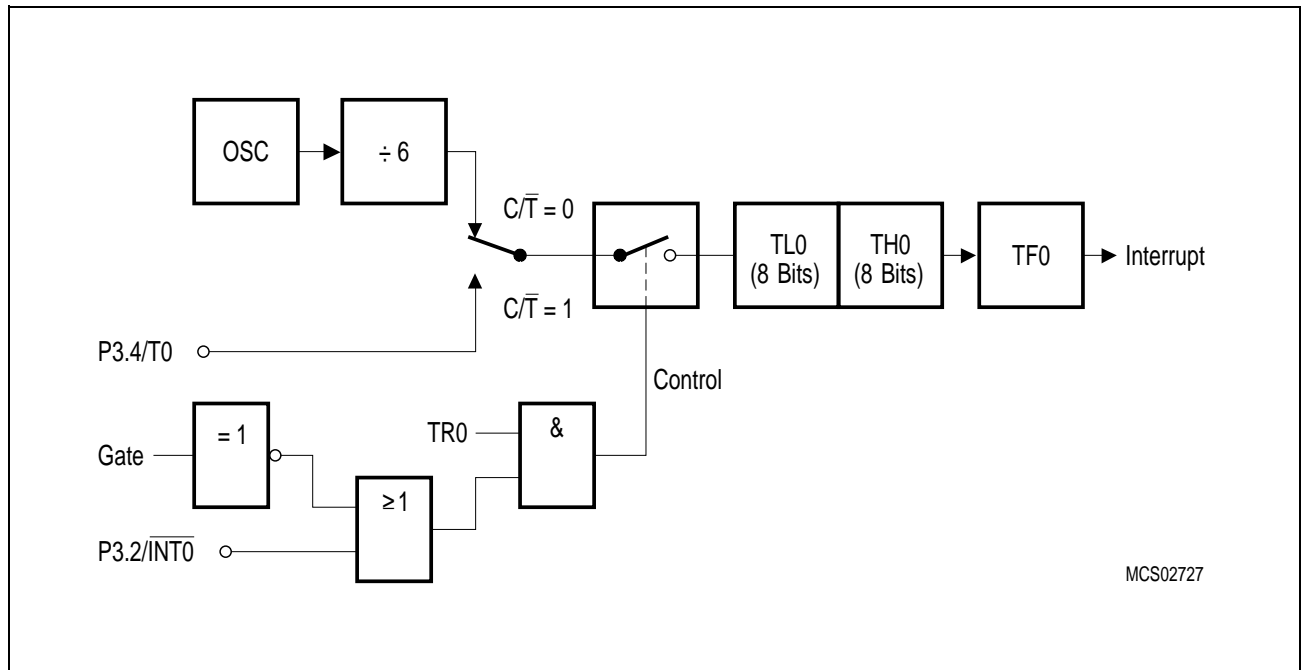 OSC
÷ 6
C/T̅ = 0
C/T̅ = 1
TL0
(8 Bits)
TH0
(8 Bits)
TF0
Interrupt
P3.4/T0
Control
Gate
= 1
TR0
&
≥ 1
P3.2/I̅N̅T̅0̅
MCS02727